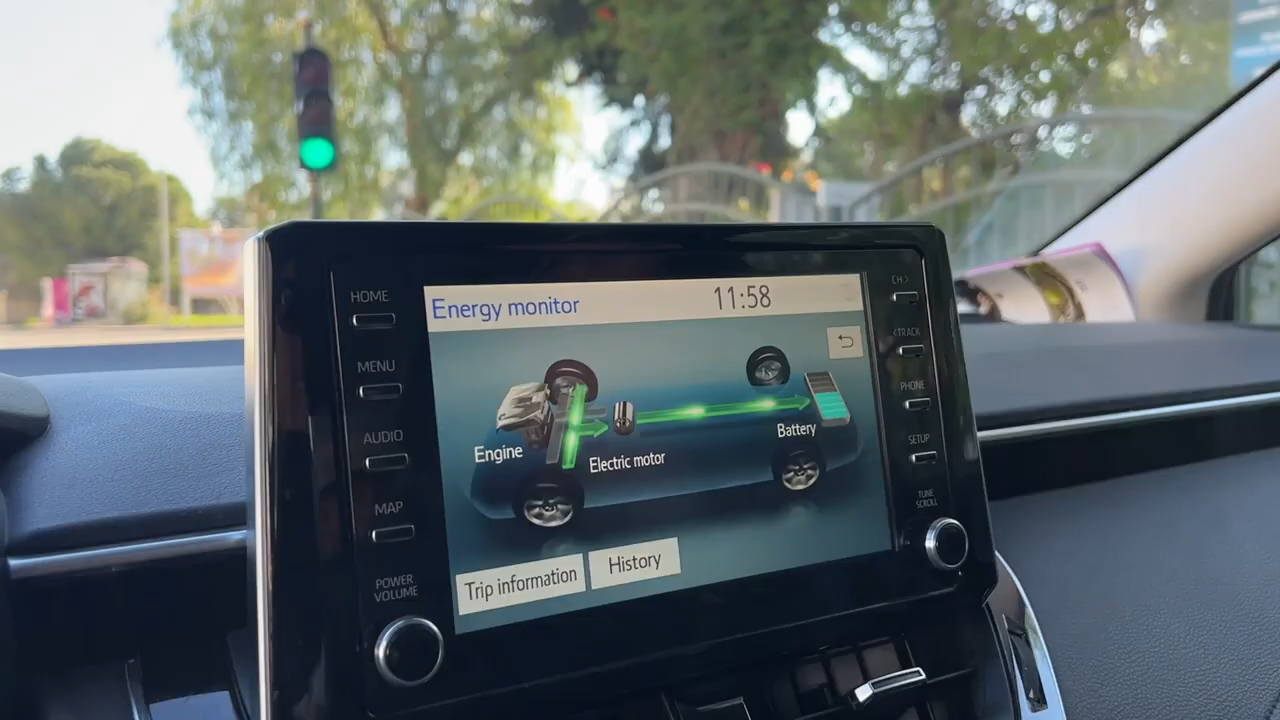 HOME
MENU
AUDIO
MAP
POWER
VOLUME
Energy monitor
11:58
Engine
Electric motor
Battery
Trip information
History
CH>
<TRACK
PHONE
SETUP
TUNE
SCROLL